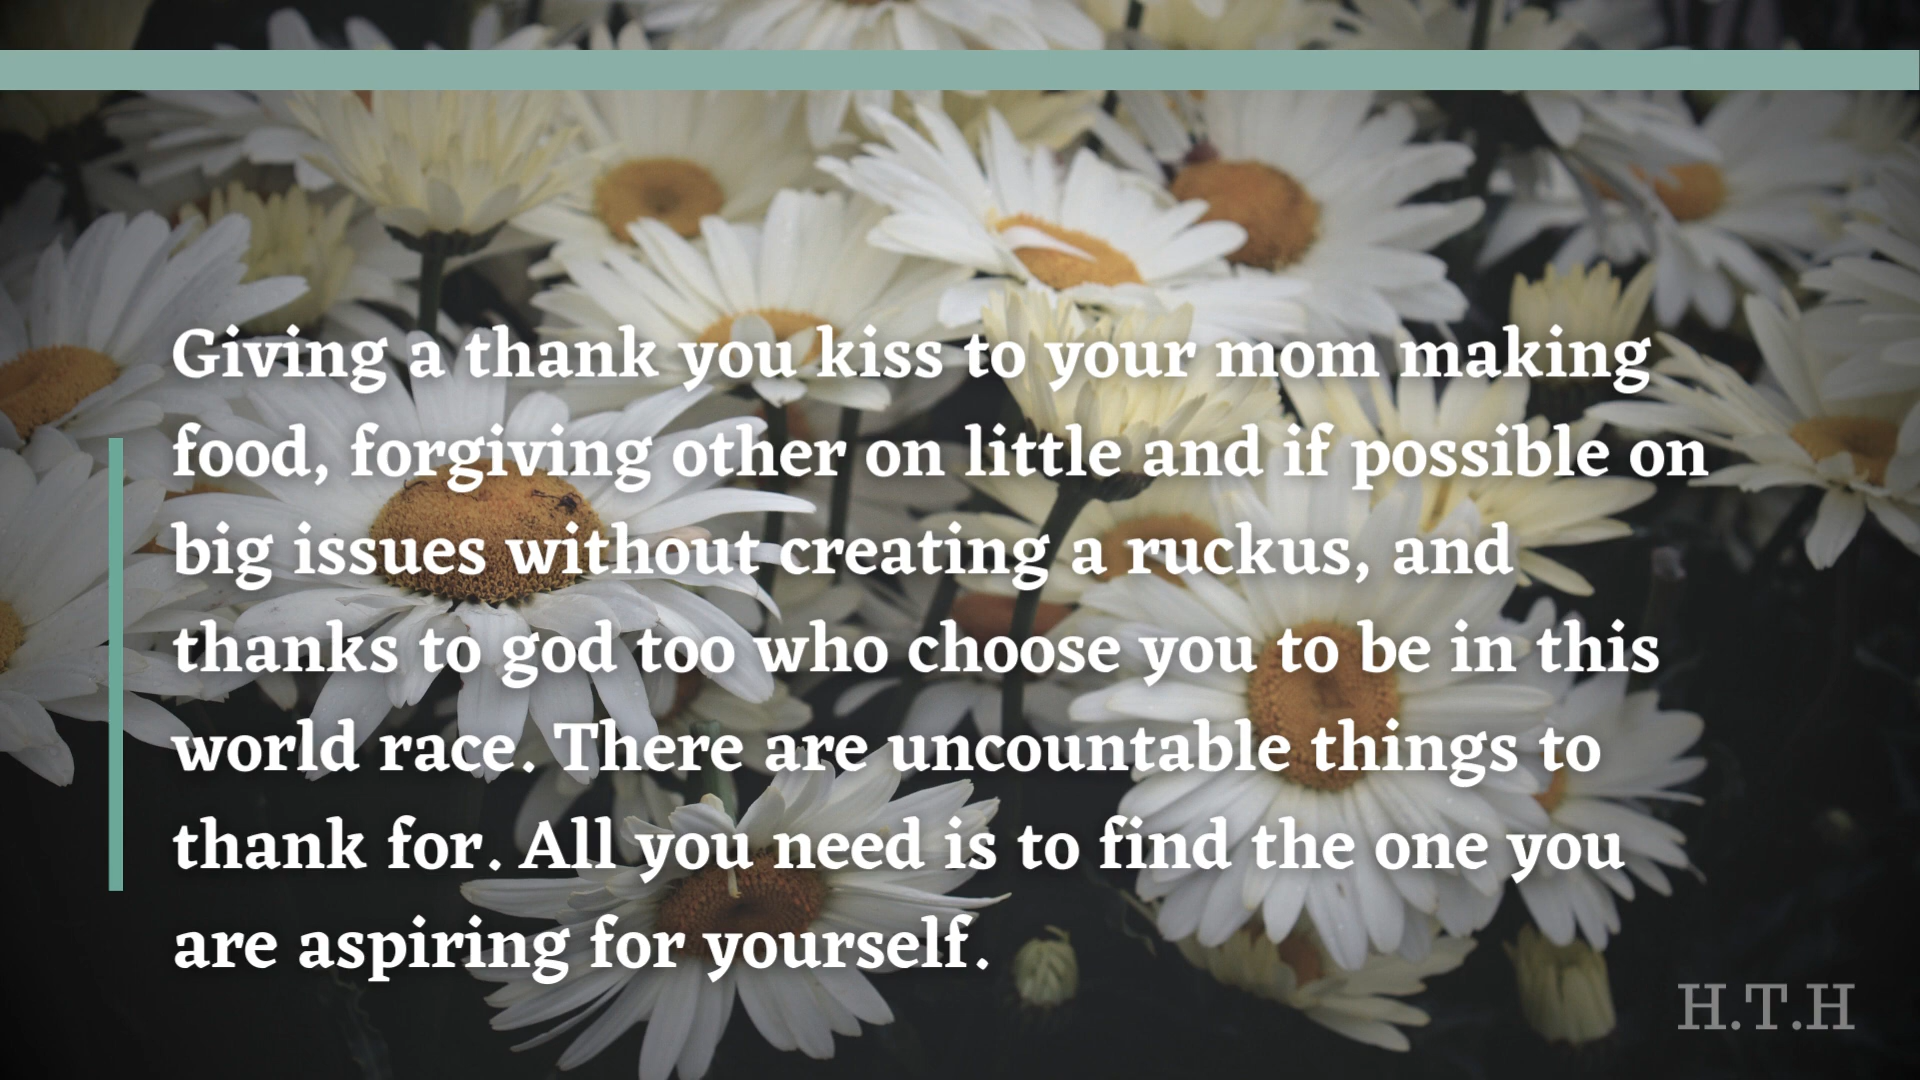 Giving a thank you kiss to your mom making
food, forgiving other on little and if possible on
big issues without creating a ruckus, and
thanks to god too who choose you to be in this
world race. There are uncountable things to
thank for. All you need is to find the one you
are aspiring for yourself.
H.T.H